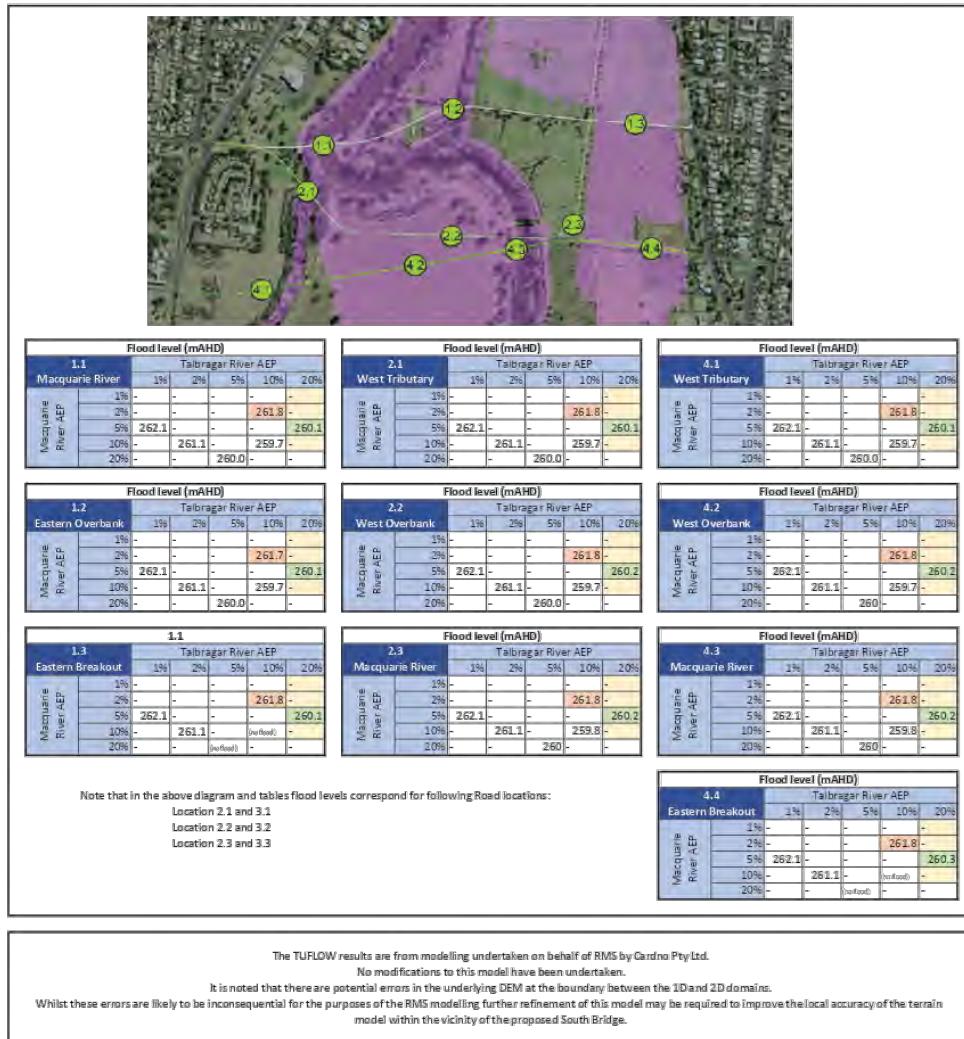 1.1
1.2
1.3
2.1
2.2
2.3
4.1
4.2
4.3
4.4
Flood level (mAHD)
1.1 Talbragar River AEP
Macquarie River 1% 2% 5% 10% 20%
Macquarie River AEP
1% - - - - -
2% - - - 261.8 -
5% 262.1 - - - 260.1
10% - 261.1 - 259.7 -
20% - - 260.0 - -
Flood level (mAHD)
2.1 Talbragar River AEP
West Tributary 1% 2% 5% 10% 20%
Macquarie River AEP
1% - - - - -
2% - - - 261.8 -
5% 262.1 - - - 260.1
10% - 261.1 - 259.7 -
20% - - 260.0 - -
Flood level (mAHD)
4.1 Talbragar River AEP
West Tributary 1% 2% 5% 10% 20%
Macquarie River AEP
1% - - - - -
2% - - - 261.8 -
5% 262.1 - - - 260.1
10% - 261.1 - 259.7 -
20% - - 260.0 - -
Flood level (mAHD)
1.2 Talbragar River AEP
Eastern Overbank 1% 2% 5% 10% 20%
Macquarie River AEP
1% - - - - -
2% - - - 261.7 -
5% 262.1 - - - 260.1
10% - 261.1 - 259.7 -
20% - - 260.0 - -
Flood level (mAHD)
2.2 Talbragar River AEP
West Overbank 1% 2% 5% 10% 20%
Macquarie River AEP
1% - - - - -
2% - - - 261.8 -
5% 262.1 - - - 260.2
10% - 261.1 - 259.7 -
20% - - 260.0 - -
Flood level (mAHD)
4.2 Talbragar River AEP
West Overbank 1% 2% 5% 10% 20%
Macquarie River AEP
1% - - - - -
2% - - - 261.8 -
5% 262.1 - - - 260.2
10% - 261.1 - 259.7 -
20% - - 260 - -
1.1
1.3 Talbragar River AEP
Eastern Breakout 1% 2% 5% 10% 20%
Macquarie River AEP
1% - - - - -
2% - - - 261.8 -
5% 262.1 - - - 260.1
10% - 261.1 - (no flood) -
20% - - (no flood) - -
Flood level (mAHD)
2.3 Talbragar River AEP
Macquarie River 1% 2% 5% 10% 20%
Macquarie River AEP
1% - - - - -
2% - - - 261.8 -
5% 262.1 - - - 260.2
10% - 261.1 - 259.8 -
20% - - 260 - -
Flood level (mAHD)
4.3 Talbragar River AEP
Macquarie River 1% 2% 5% 10% 20%
Macquarie River AEP
1% - - - - -
2% - - - 261.8 -
5% 262.1 - - - 260.2
10% - 261.1 - 259.8 -
20% - - 260 - -
Flood level (mAHD)
4.4 Talbragar River AEP
Eastern Breakout 1% 2% 5% 10% 20%
Macquarie River AEP
1% - - - - -
2% - - - 261.8 -
5% 262.1 - - - 260.3
10% - 261.1 - (no flood) -
20% - - (no flood) - -
Note that in the above diagram and tables flood levels correspond for following Road locations:
Location 2.1 and 3.1
Location 2.2 and 3.2
Location 2.3 and 3.3
The TUFLOW results are from modelling undertaken on behalf of RMS by Cardno Pty Ltd.
No modifications to this model have been undertaken.
It is noted that there are potential errors in the underlying DEM at the boundary between the 1D and 2D domains.
Whilst these errors are likely to be inconsequential for the purposes of the RMS modelling further refinement of this model may be required to improve the local accuracy of the terrain
model within the vicinity of the proposed South Bridge.